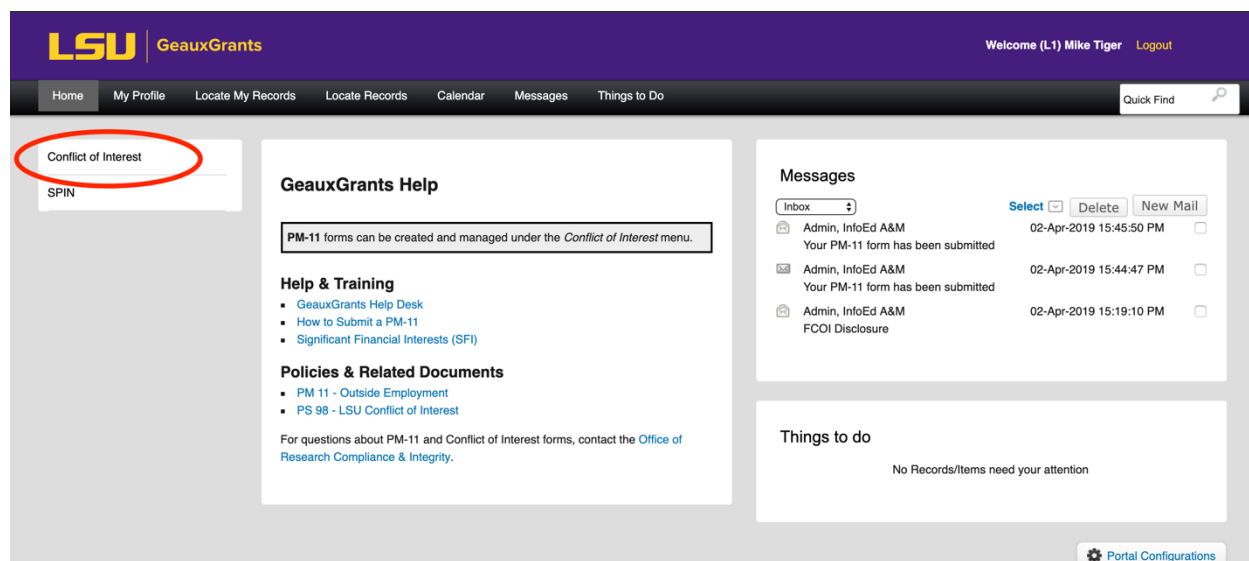 LSU GeauxGrants
Welcome (L1) Mike Tiger Logout
Home My Profile Locate My Records Locate Records Calendar Messages Things to Do
Quick Find
Conflict of Interest
SPIN
GeauxGrants Help
PM-11 forms can be created and managed under the Conflict of Interest menu.
Help & Training
GeauxGrants Help Desk
How to Submit a PM-11
Significant Financial Interests (SFI)
Policies & Related Documents
PM 11 - Outside Employment
PS 98 - LSU Conflict of Interest
For questions about PM-11 and Conflict of Interest forms, contact the Office of
Research Compliance & Integrity.
Messages
Inbox Select Delete New Mail
Admin, InfoEd A&M 02-Apr-2019 15:45:50 PM
Your PM-11 form has been submitted
Admin, InfoEd A&M 02-Apr-2019 15:44:47 PM
Your PM-11 form has been submitted
Admin, InfoEd A&M 02-Apr-2019 15:19:10 PM
FCOI Disclosure
Things to do
No Records/Items need your attention
Portal Configurations